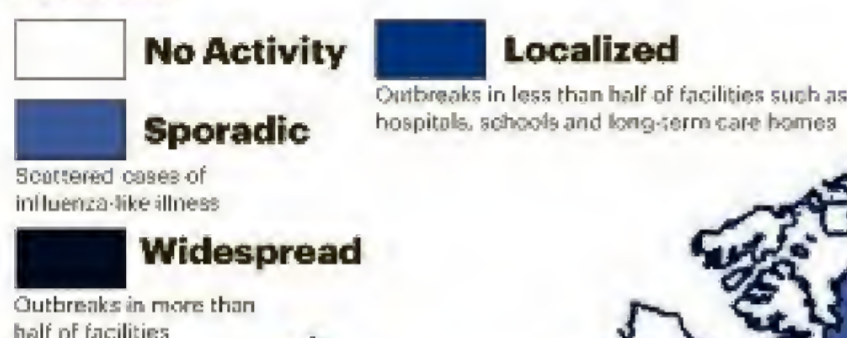 No Activity
Sporadic
Scattered cases of
influenza-like illness
Widespread
Outbreaks in more than
half of facilities
Localized
Outbreaks in less than half of facilities such as
hospitals, schools and long-term care homes